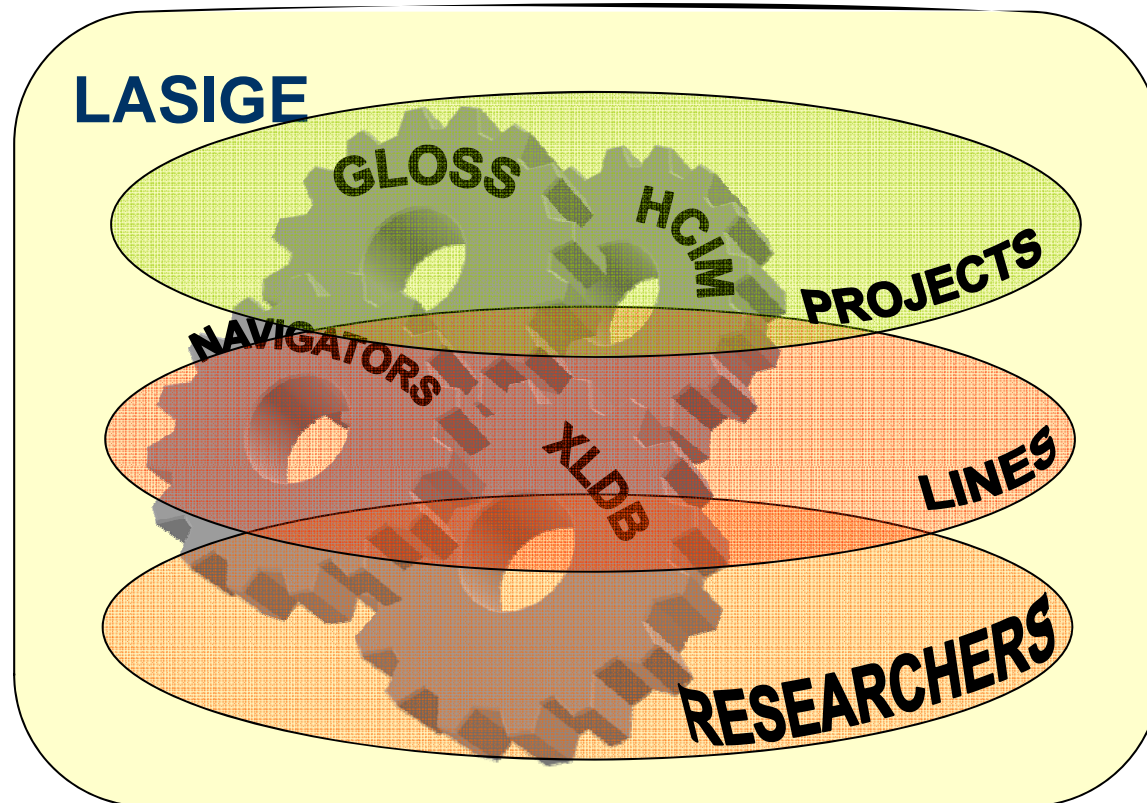 LASIGE
GLOSS
HCIM
PROJECTS
NAVIGATORS
XLDB
LINES
RESEARCHERS